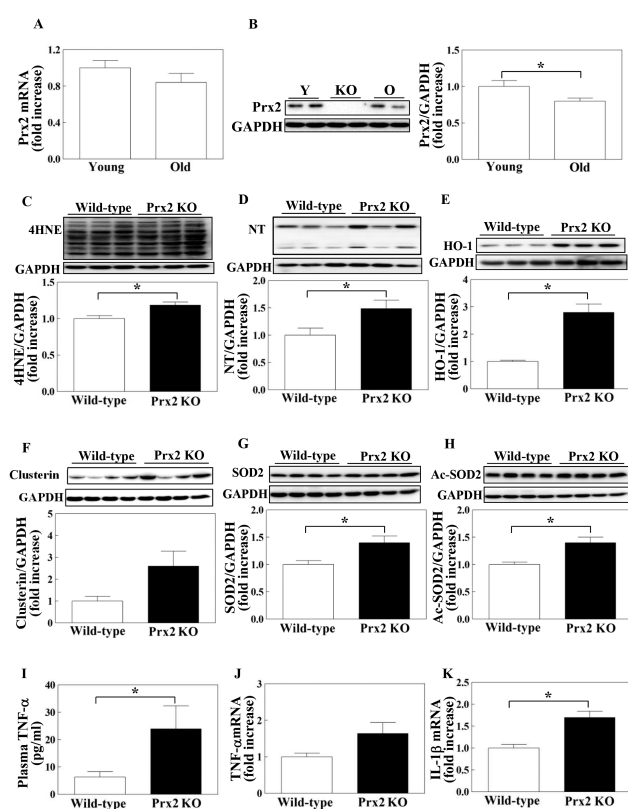 A
Prx2 mRNA
(fold increase)
1.2
0.8
0.4
0.0
Young Old
B
Y KO O
Prx2
GAPDH
Prx2/GAPDH
(fold increase)
1.5
1.0
0.5
0.0
*
Young Old
C
Wild-type Prx2 KO
4HNE
GAPDH
4HNE/GAPDH
(fold increase)
1.5
1.0
0.5
0.0
*
Wild-type Prx2 KO
D
Wild-type Prx2 KO
NT
GAPDH
NT/GAPDH
(fold increase)
2.0
1.5
1.0
0.5
0.0
*
Wild-type Prx2 KO
E
Wild-type Prx2 KO
HO-1
GAPDH
HO-1/GAPDH
(fold increase)
4
3
2
1
0
*
Wild-type Prx2 KO
F
Wild-type Prx2 KO
Clusterin
GAPDH
Clusterin/GAPDH
(fold increase)
6
5
4
3
2
1
0
Wild-type Prx2 KO
G
Wild-type Prx2 KO
SOD2
GAPDH
SOD2/GAPDH
(fold increase)
2.0
1.5
1.0
0.5
0.0
*
Wild-type Prx2 KO
H
Wild-type Prx2 KO
Ac-SOD2
GAPDH
Ac-SOD2/GAPDH
(fold increase)
2.0
1.5
1.0
0.5
0.0
*
Wild-type Prx2 KO
I
Plasma TNF-α
(pg/ml)
40
30
20
10
0
*
Wild-type Prx2 KO
J
TNF-αmRNA
(fold increase)
3
2
1
0
Wild-type Prx2 KO
K
IL-1β mRNA
(fold increase)
2.5
2.0
1.5
1.0
0.5
0.0
*
Wild-type Prx2 KO